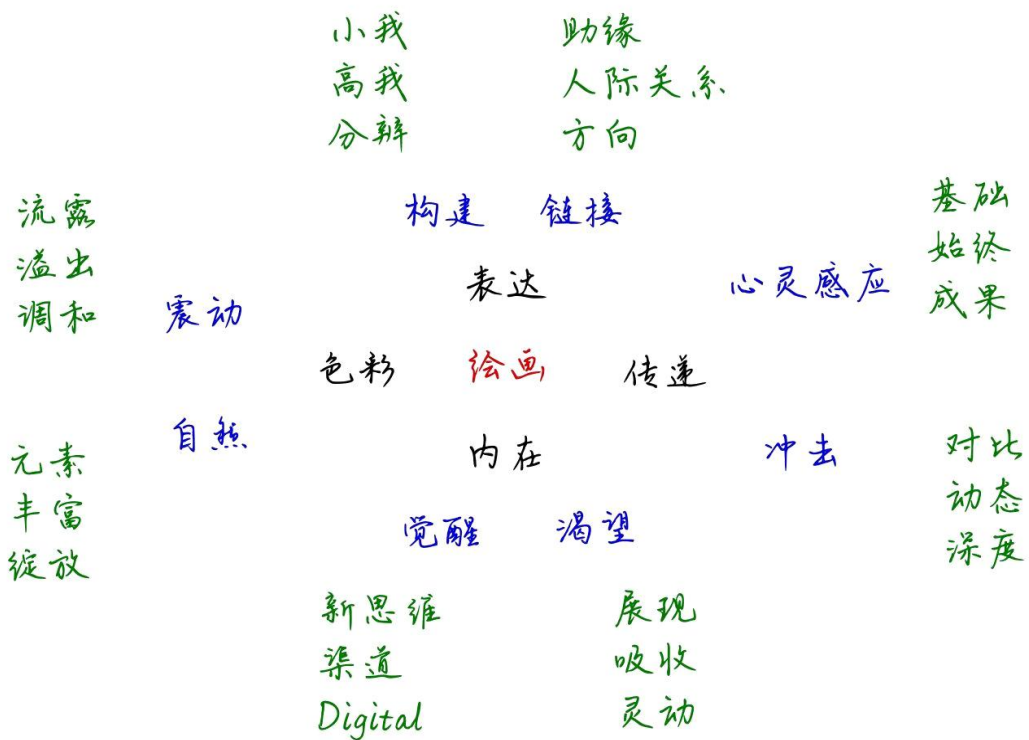 小我 助缘
高我 人际关系
分辨 方向
流露 构建 链接 基础
溢出 表达 始终
调和 震动 心灵感应 成果
色彩 绘画 传递
元素 自然 内在 冲击 对比
丰富 动态
绽放 觉醒 渴望 深度
新思维 展现
渠道 吸收
Digital 灵动